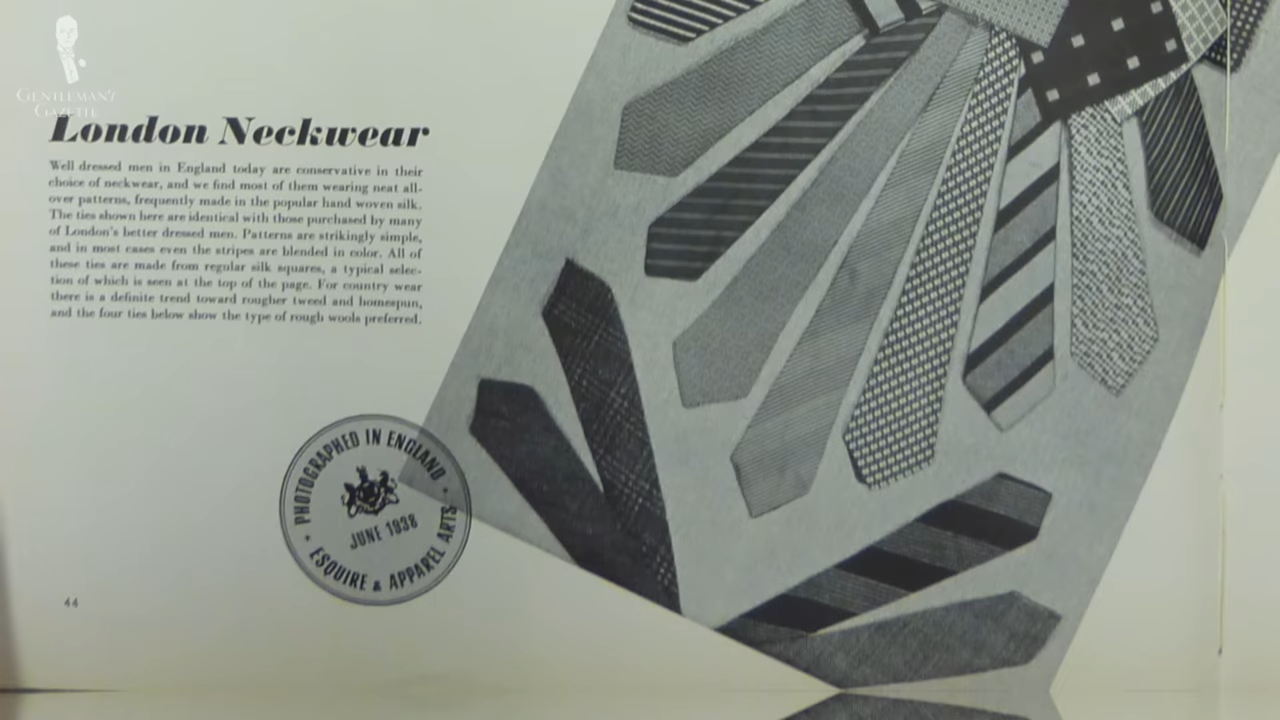 GENTLEMAN'S
GAZETTE
London Neckwear
Well dressed men in England today are conservative in their
choice of neckwear, and we find most of them wearing neat all-
over patterns, frequently made in the popular hand woven silk.
The ties shown here are identical with those purchased by many
of London's better dressed men. Patterns are strikingly simple,
and in most cases even the stripes are blended in color. All of
these ties are made from regular silk squares, a typical selec-
tion of which is seen at the top of the page. For country wear
there is a definite trend toward rougher tweed and homespun,
and the four ties below show the type of rough wools preferred.
PHOTOGRAPHED IN ENGLAND
JUNE 1938
ESQUIRE & APPAREL ARTS
44